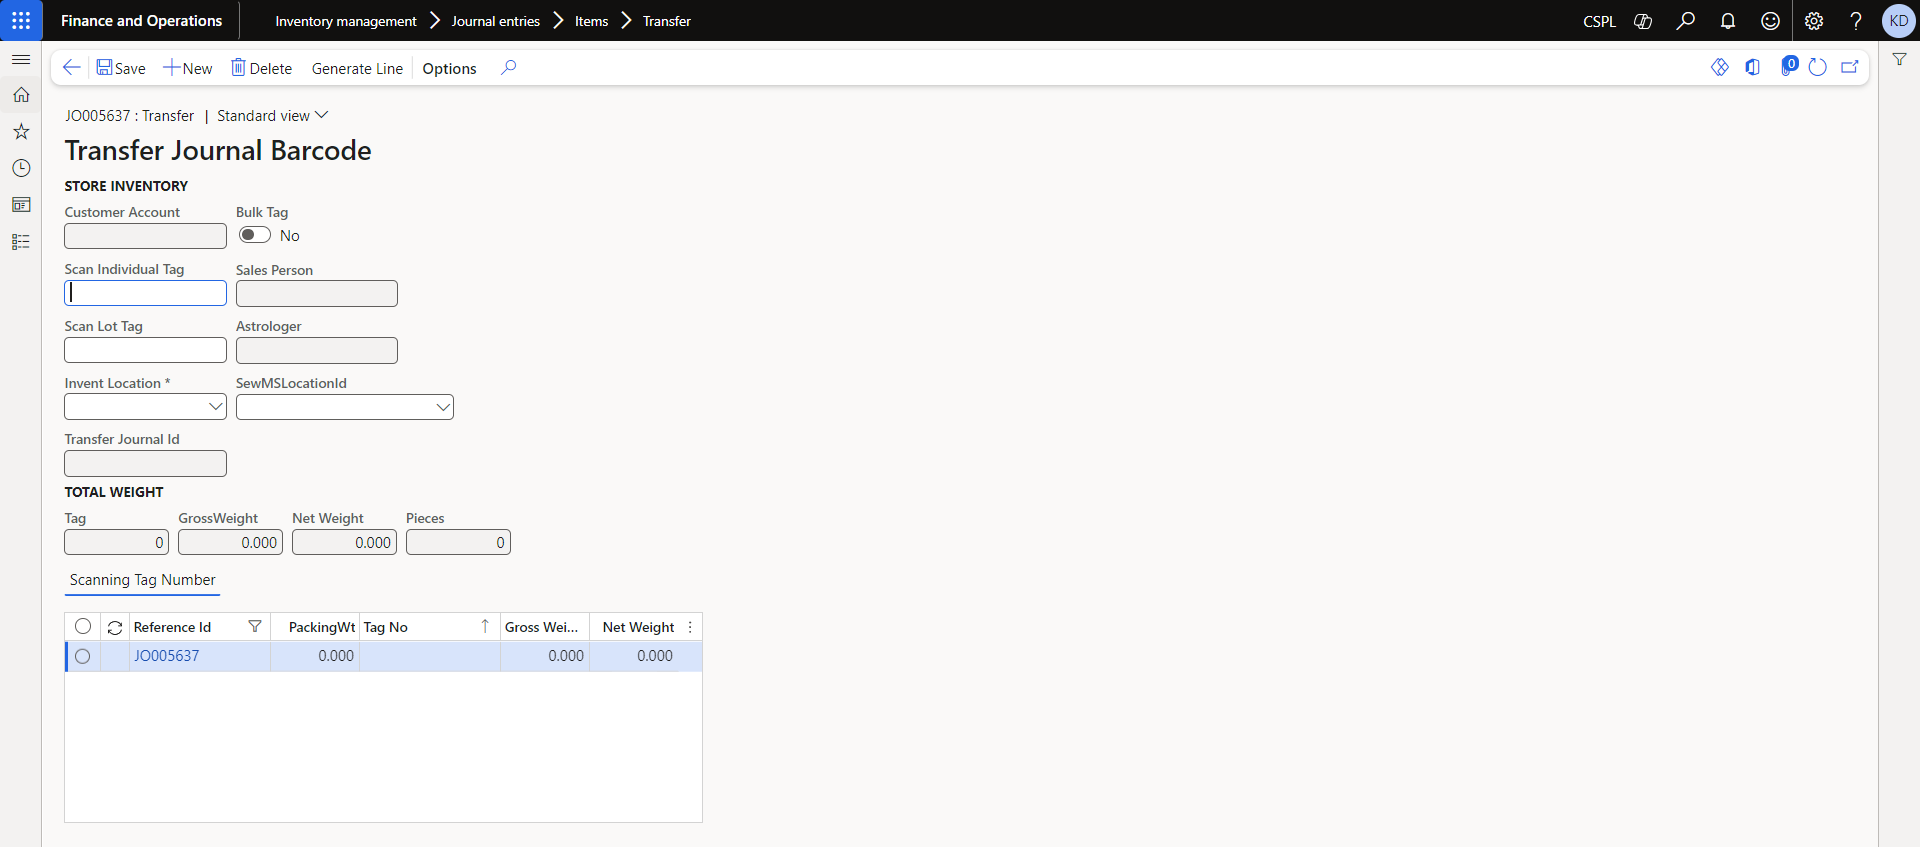 Finance and Operations
Inventory management > Journal entries > Items > Transfer
CSPL
KD
Save New Delete Generate Line Options
0
JO005637 : Transfer | Standard view
Transfer Journal Barcode
STORE INVENTORY
Customer Account Bulk Tag
No
Scan Individual Tag Sales Person
Scan Lot Tag Astrologer
Invent Location * SewMSLocationId
Transfer Journal Id
TOTAL WEIGHT
Tag GrossWeight Net Weight Pieces
0 0.000 0.000 0
Scanning Tag Number
Reference Id PackingWt Tag No Gross Wei... Net Weight
JO005637 0.000 0.000 0.000